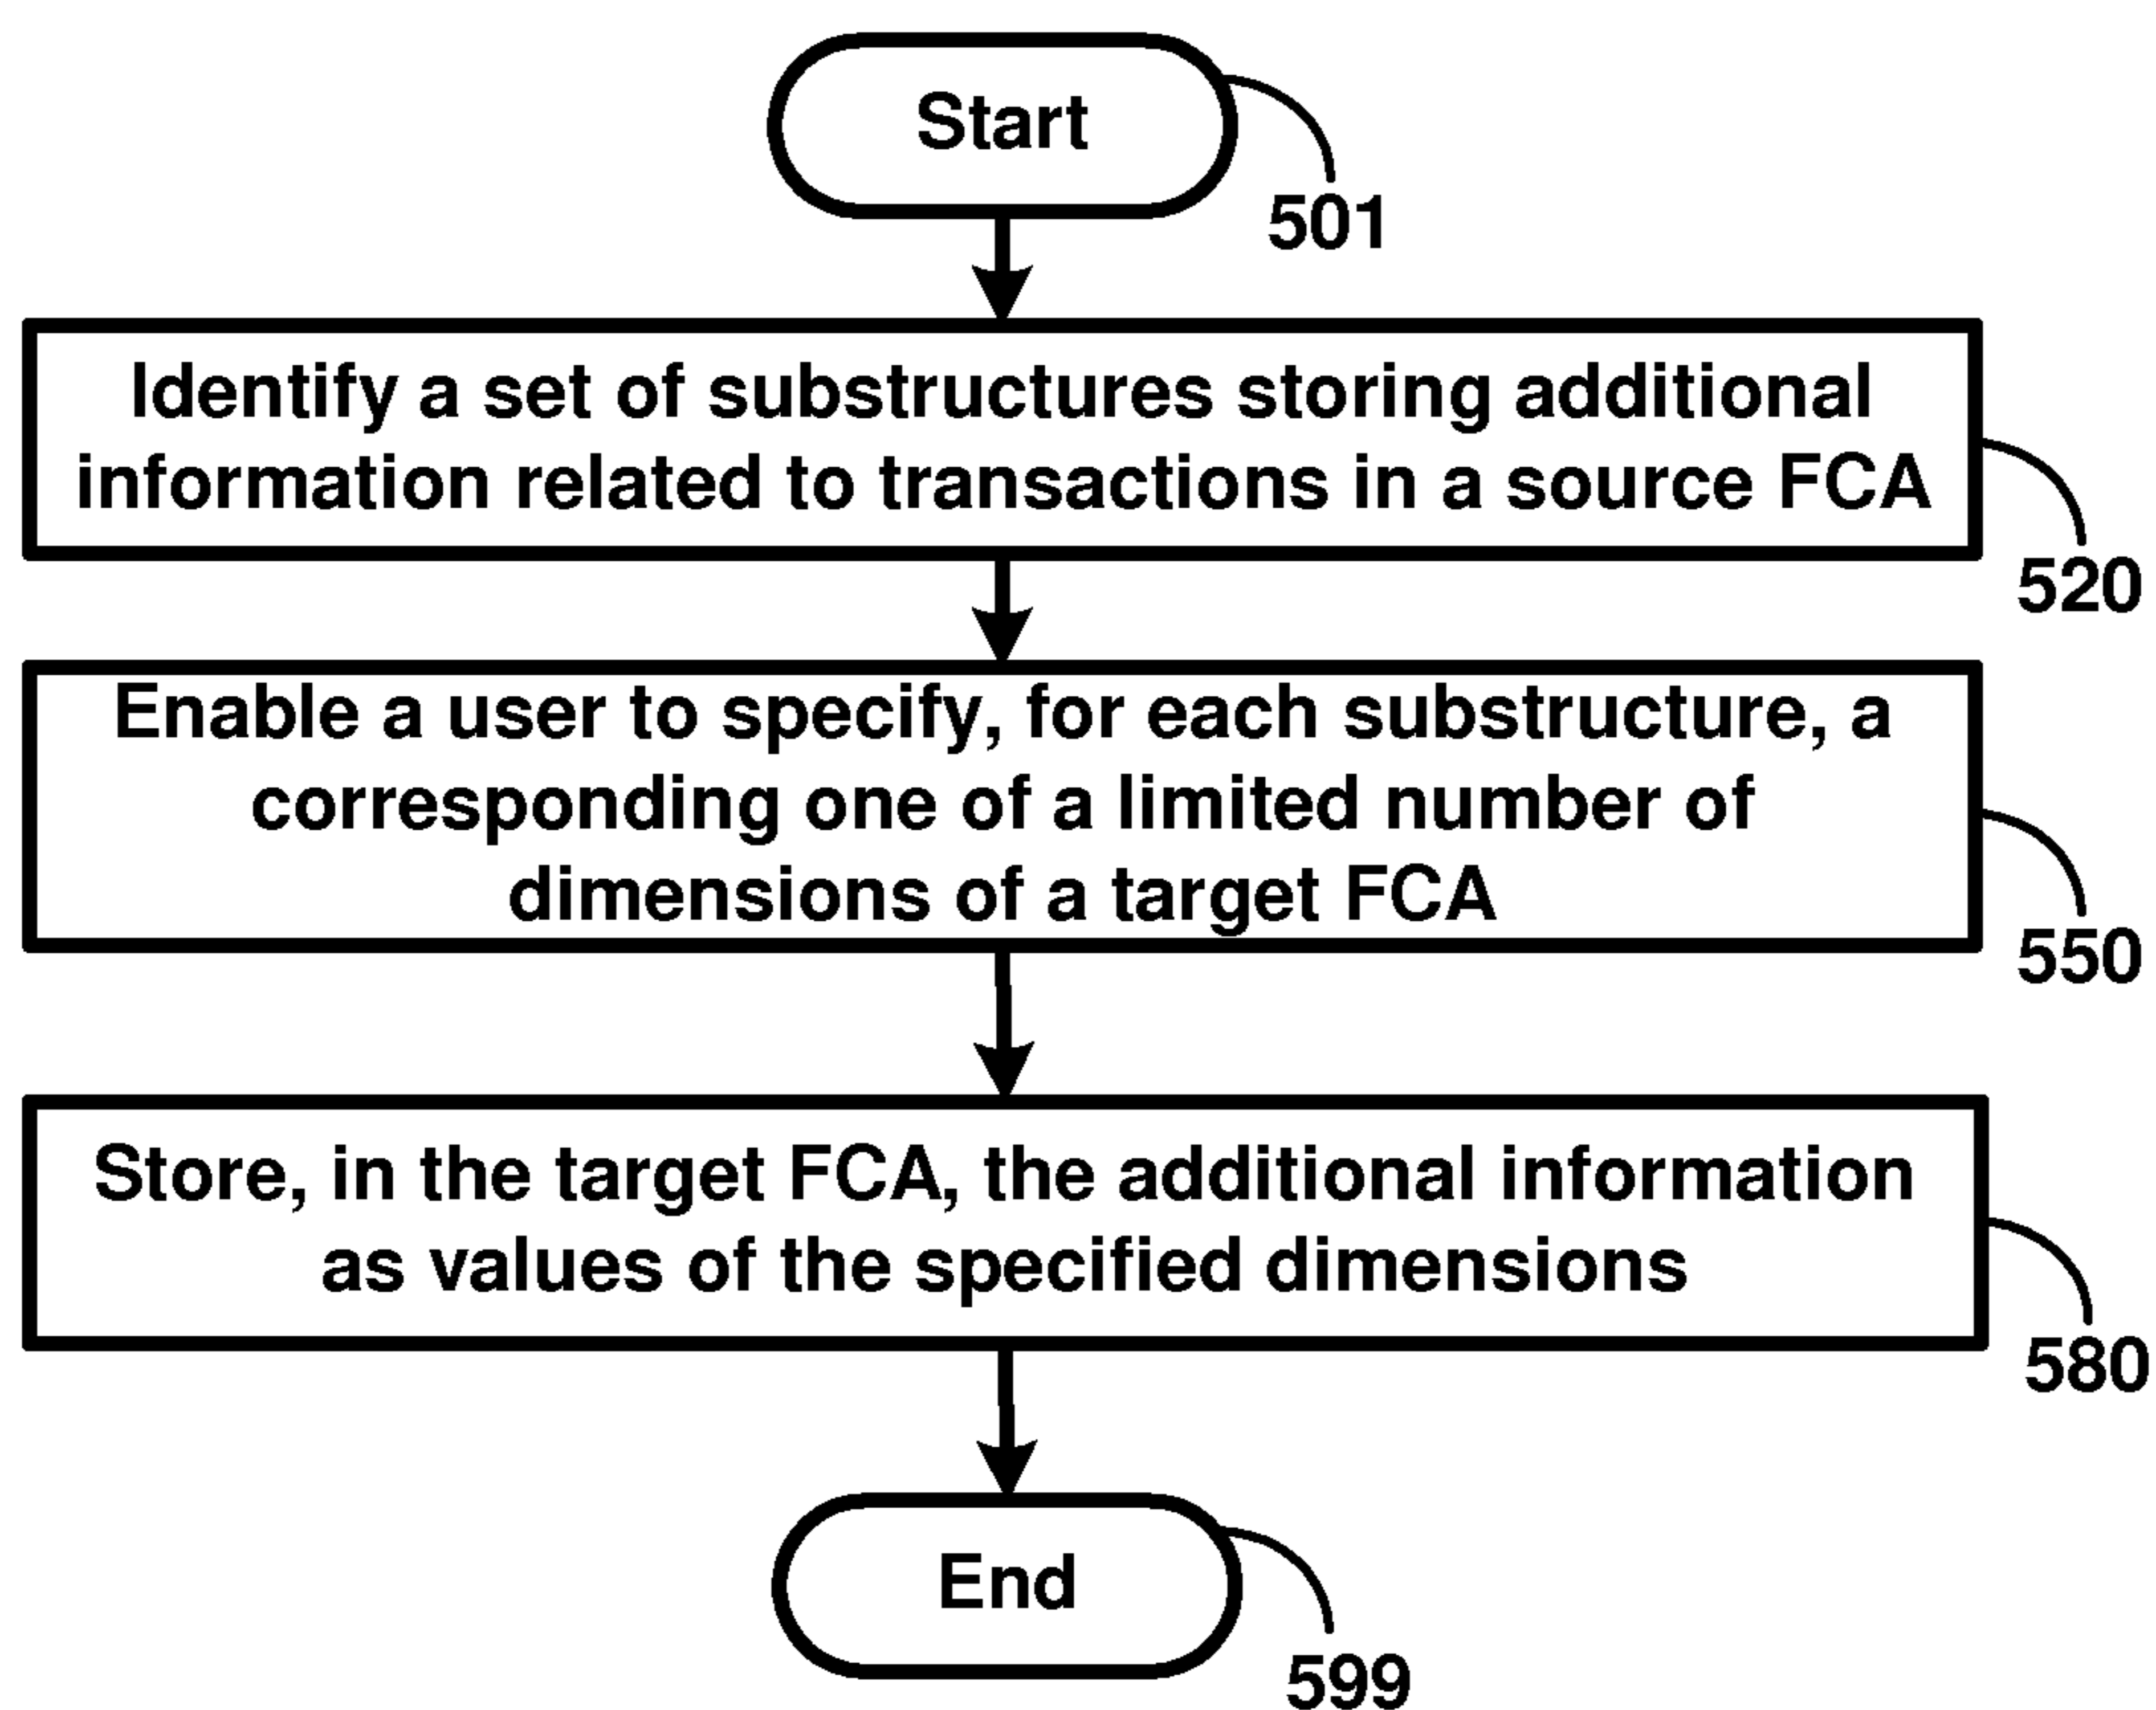 Start
501
Identify a set of substructures storing additional
information related to transactions in a source FCA
520
Enable a user to specify, for each substructure, a
corresponding one of a limited number of
dimensions of a target FCA
550
Store, in the target FCA, the additional information
as values of the specified dimensions
580
End
599